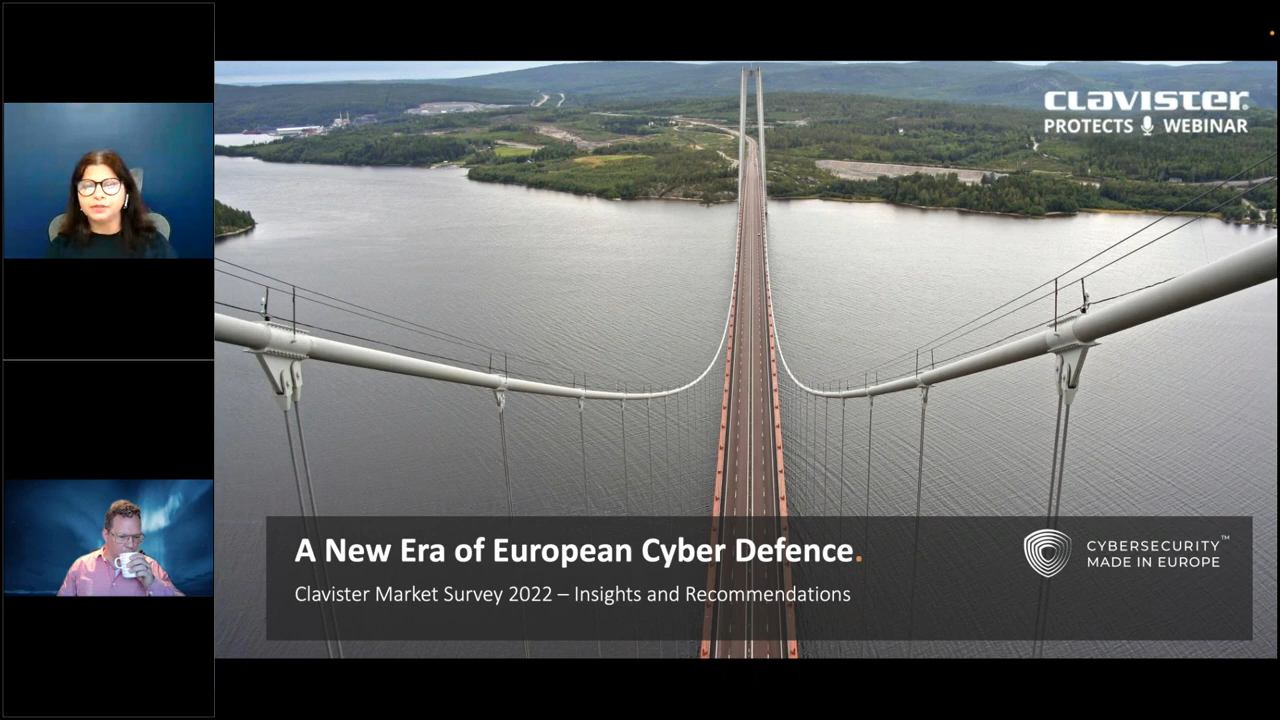 CLAVISTER.
PROTECTS WEBINAR
A New Era of European Cyber Defence.
Clavister Market Survey 2022 – Insights and Recommendations
CYBERSECURITY™
MADE IN EUROPE